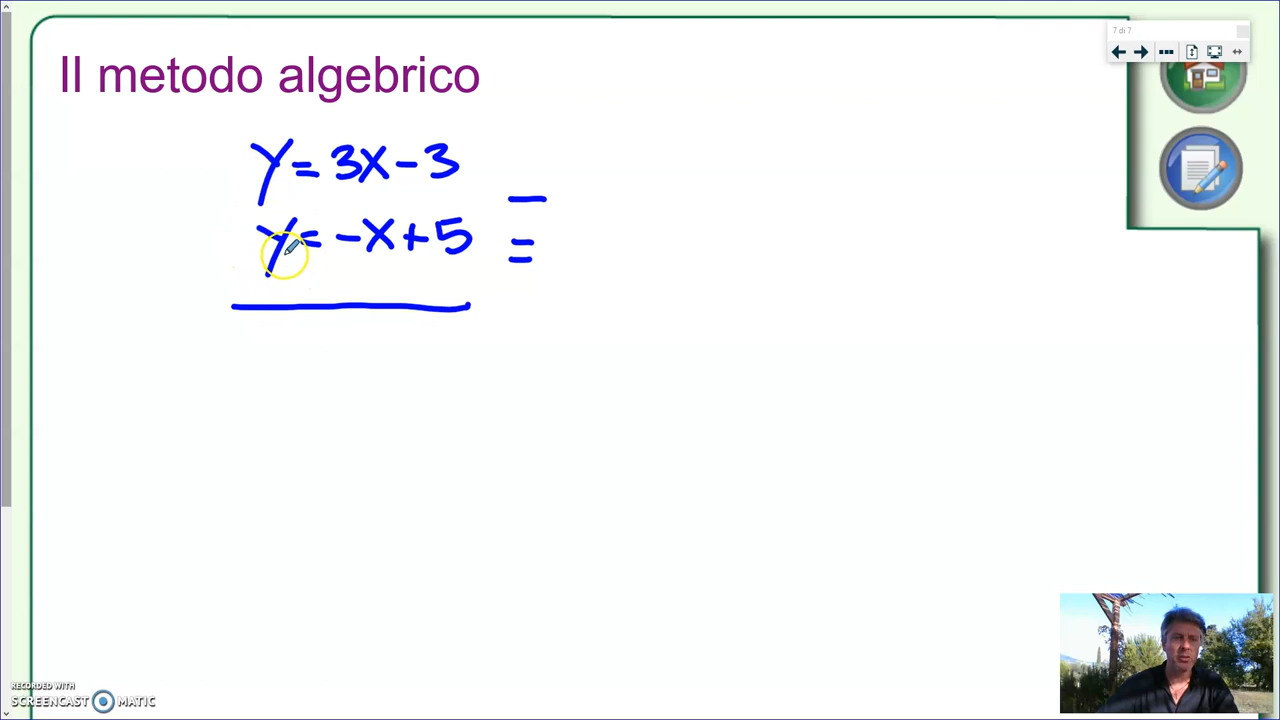 7 di 7
Il metodo algebrico
Y = 3X - 3
—
Y = -X + 5
=
RECORDED WITH
SCREENCAST MATIC